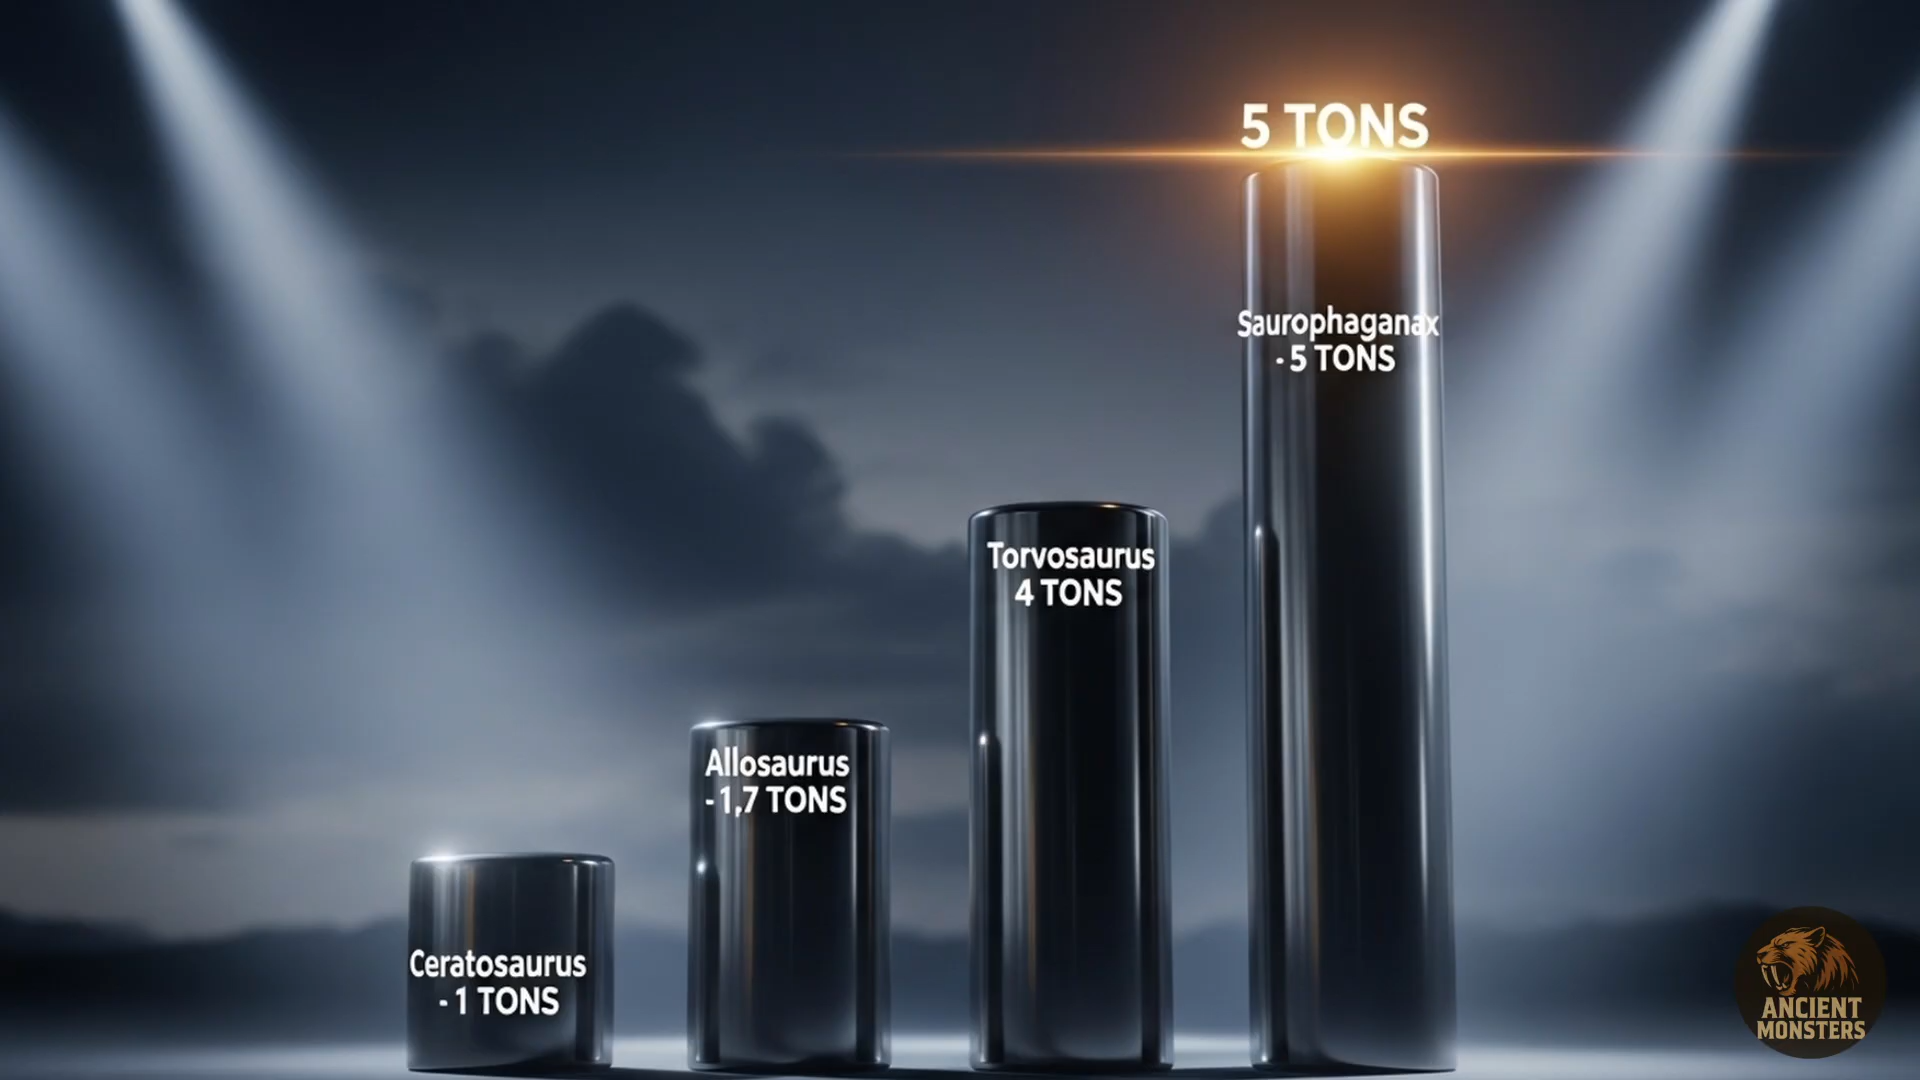 5 TONS
Saurophaganax
- 5 TONS
Torvosaurus
4 TONS
Allosaurus
- 1,7 TONS
Ceratosaurus
- 1 TONS
ANCIENT
MONSTERS